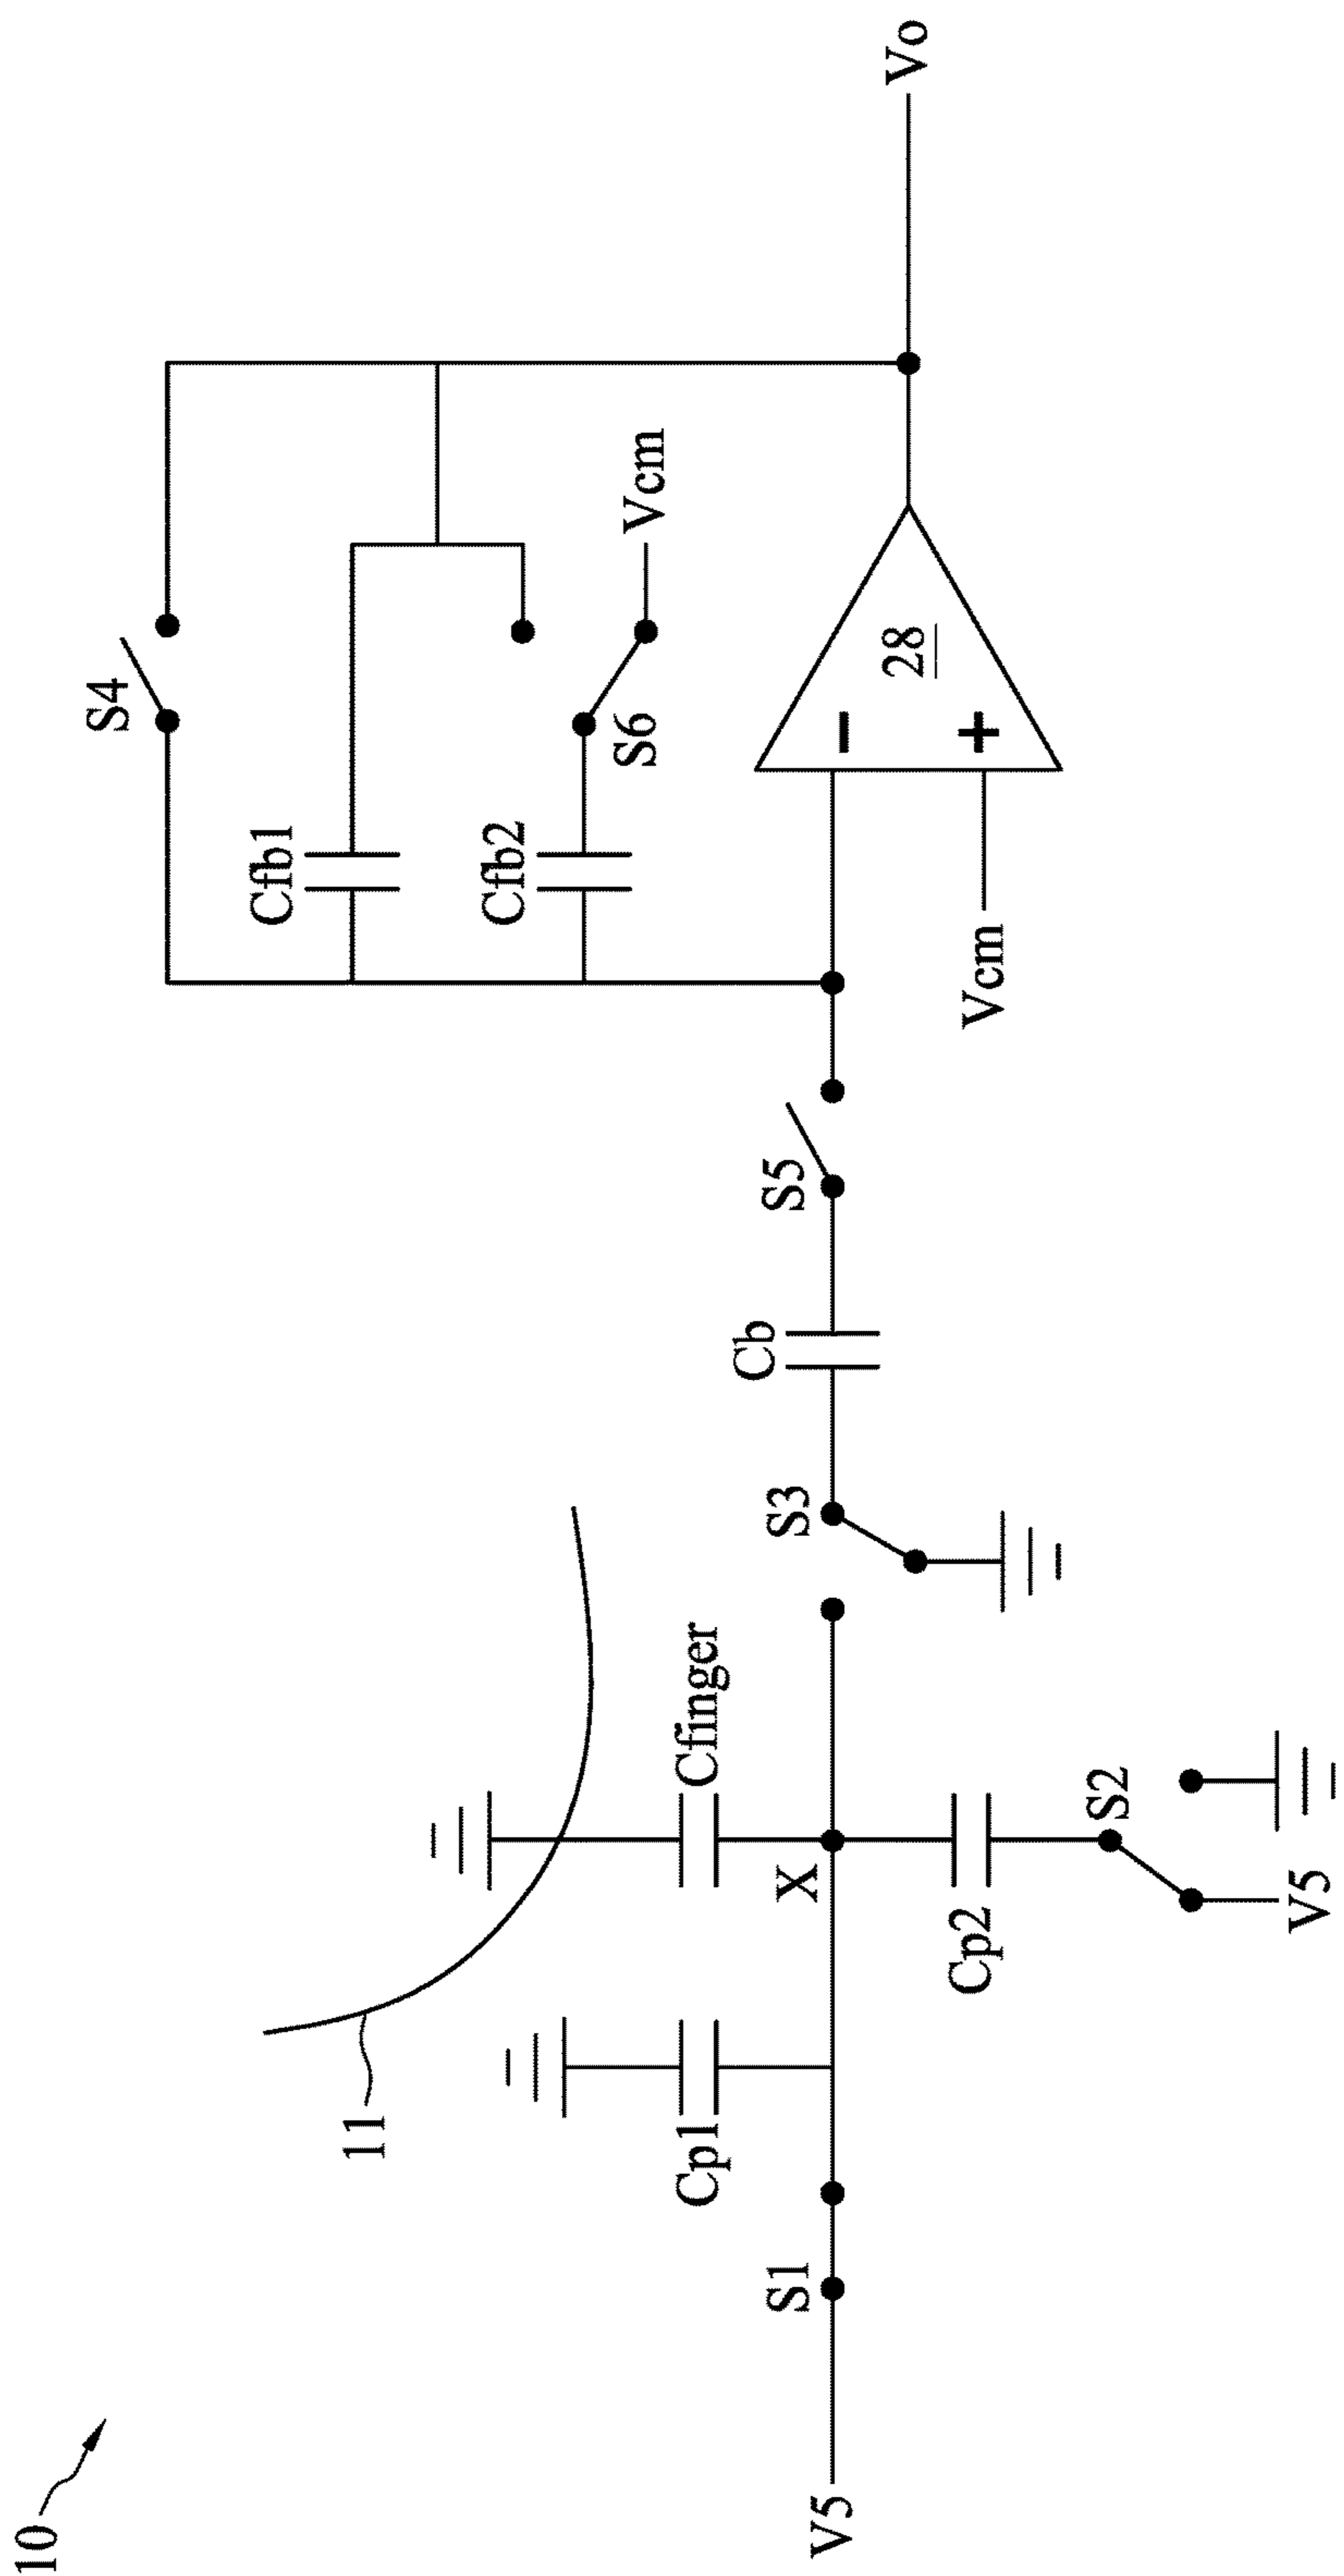 10
11
V5
S1
Cp1
Cfinger
X
Cp2
S2
V5
S3
Cb
S5
S4
Cfb1
Cfb2
S6
Vcm
Vcm
−
+
28
Vo